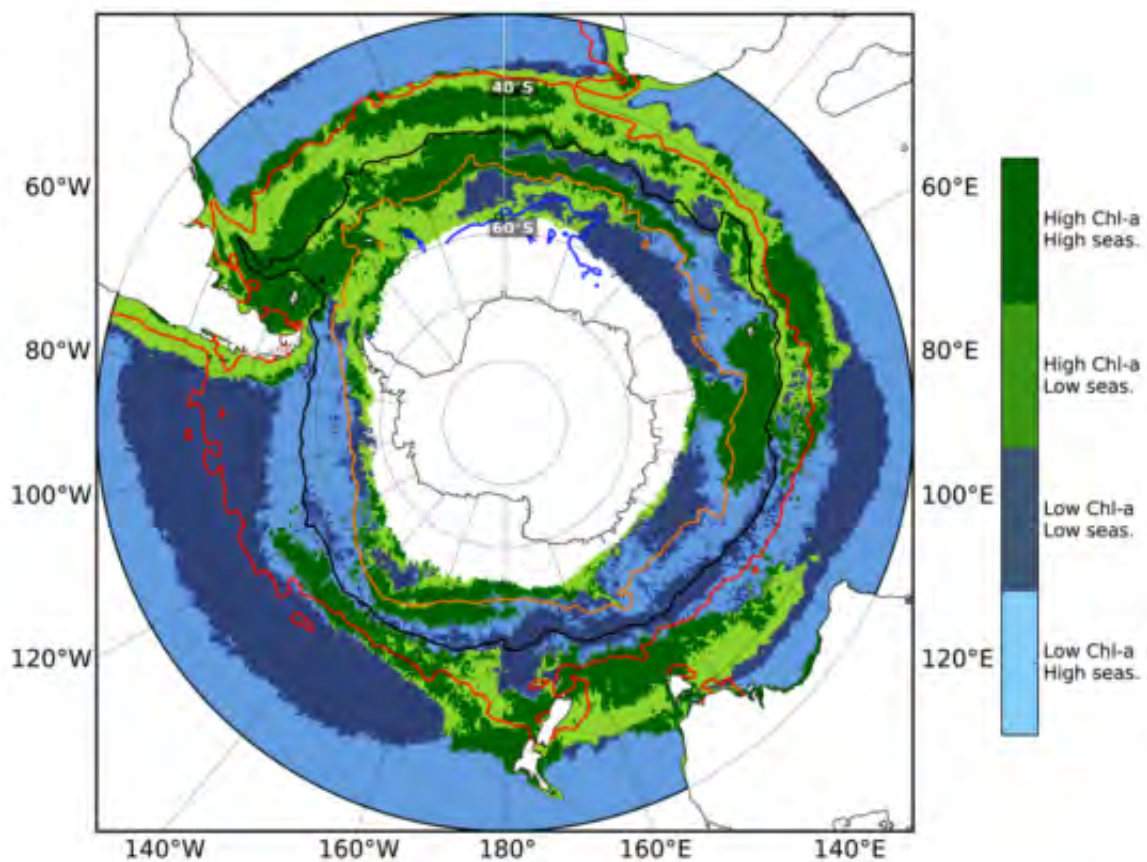 40°S
60°S
60°W
60°E
80°W
80°E
100°W
100°E
120°W
120°E
140°W
160°W
180°
160°E
140°E
High Chl-a
High seas.
High Chl-a
Low seas.
Low Chl-a
Low seas.
Low Chl-a
High seas.